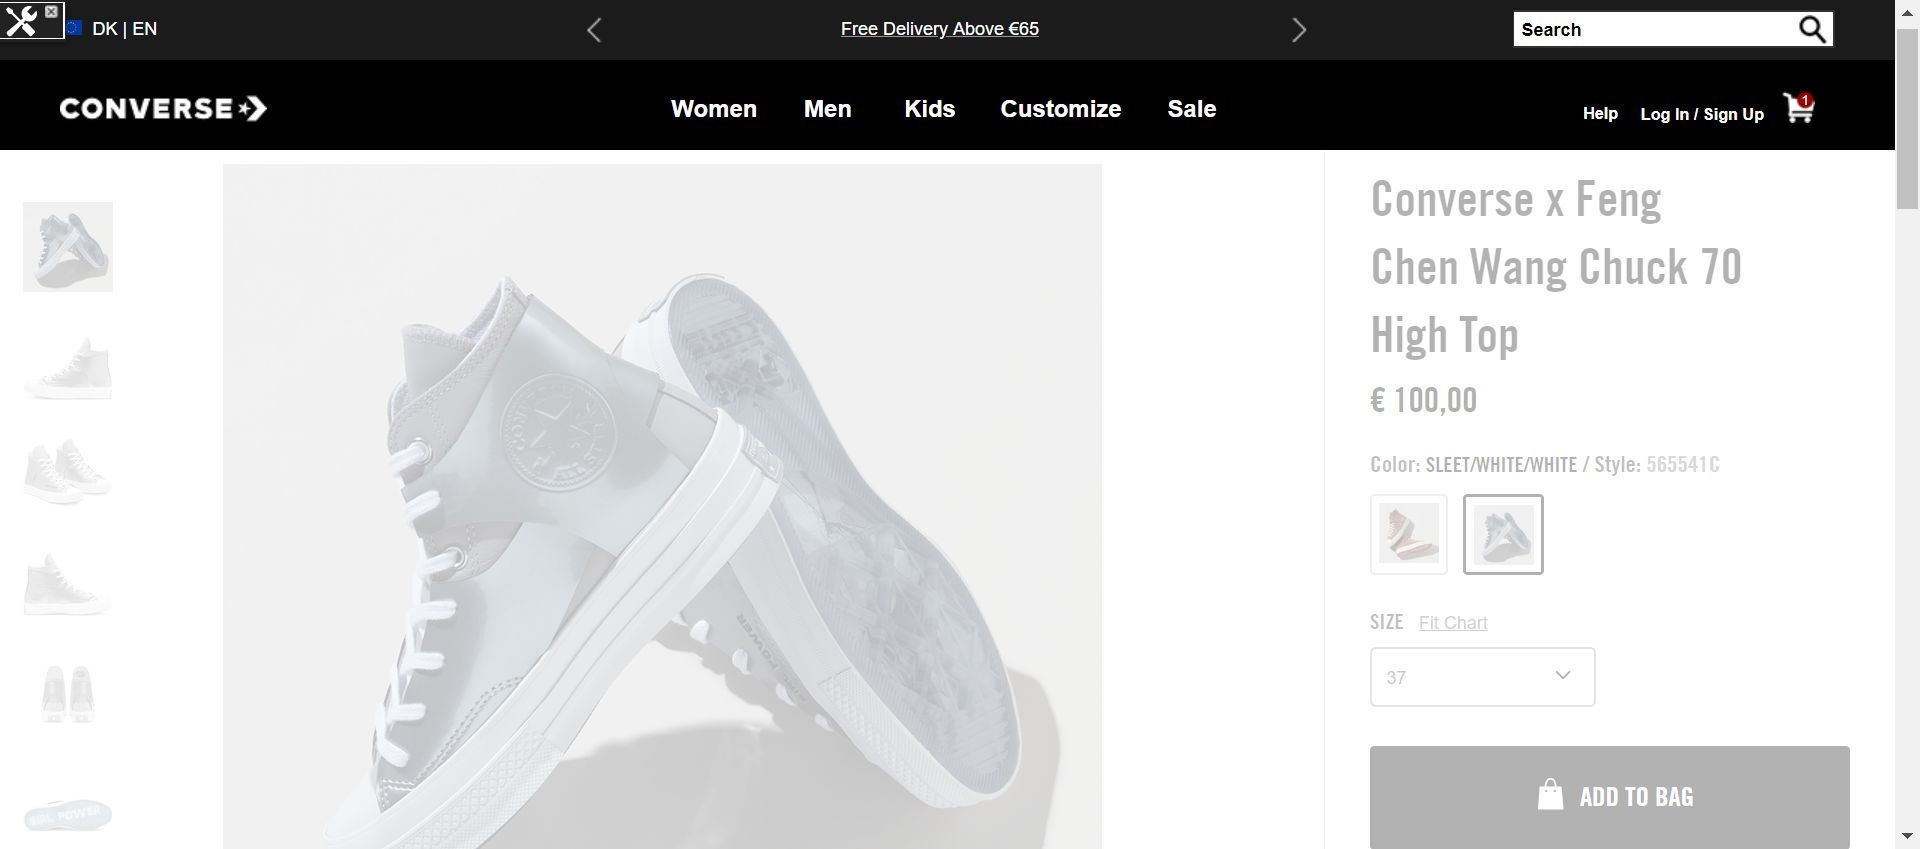 DK | EN
Free Delivery Above €65
Search
CONVERSE
Women Men Kids Customize Sale
Help Log In / Sign Up 1
Converse x Feng
Chen Wang Chuck 70
High Top
€ 100,00
Color: SLEET/WHITE/WHITE / Style: 565541C
SIZE Fit Chart
37
ADD TO BAG
GIRL POWER